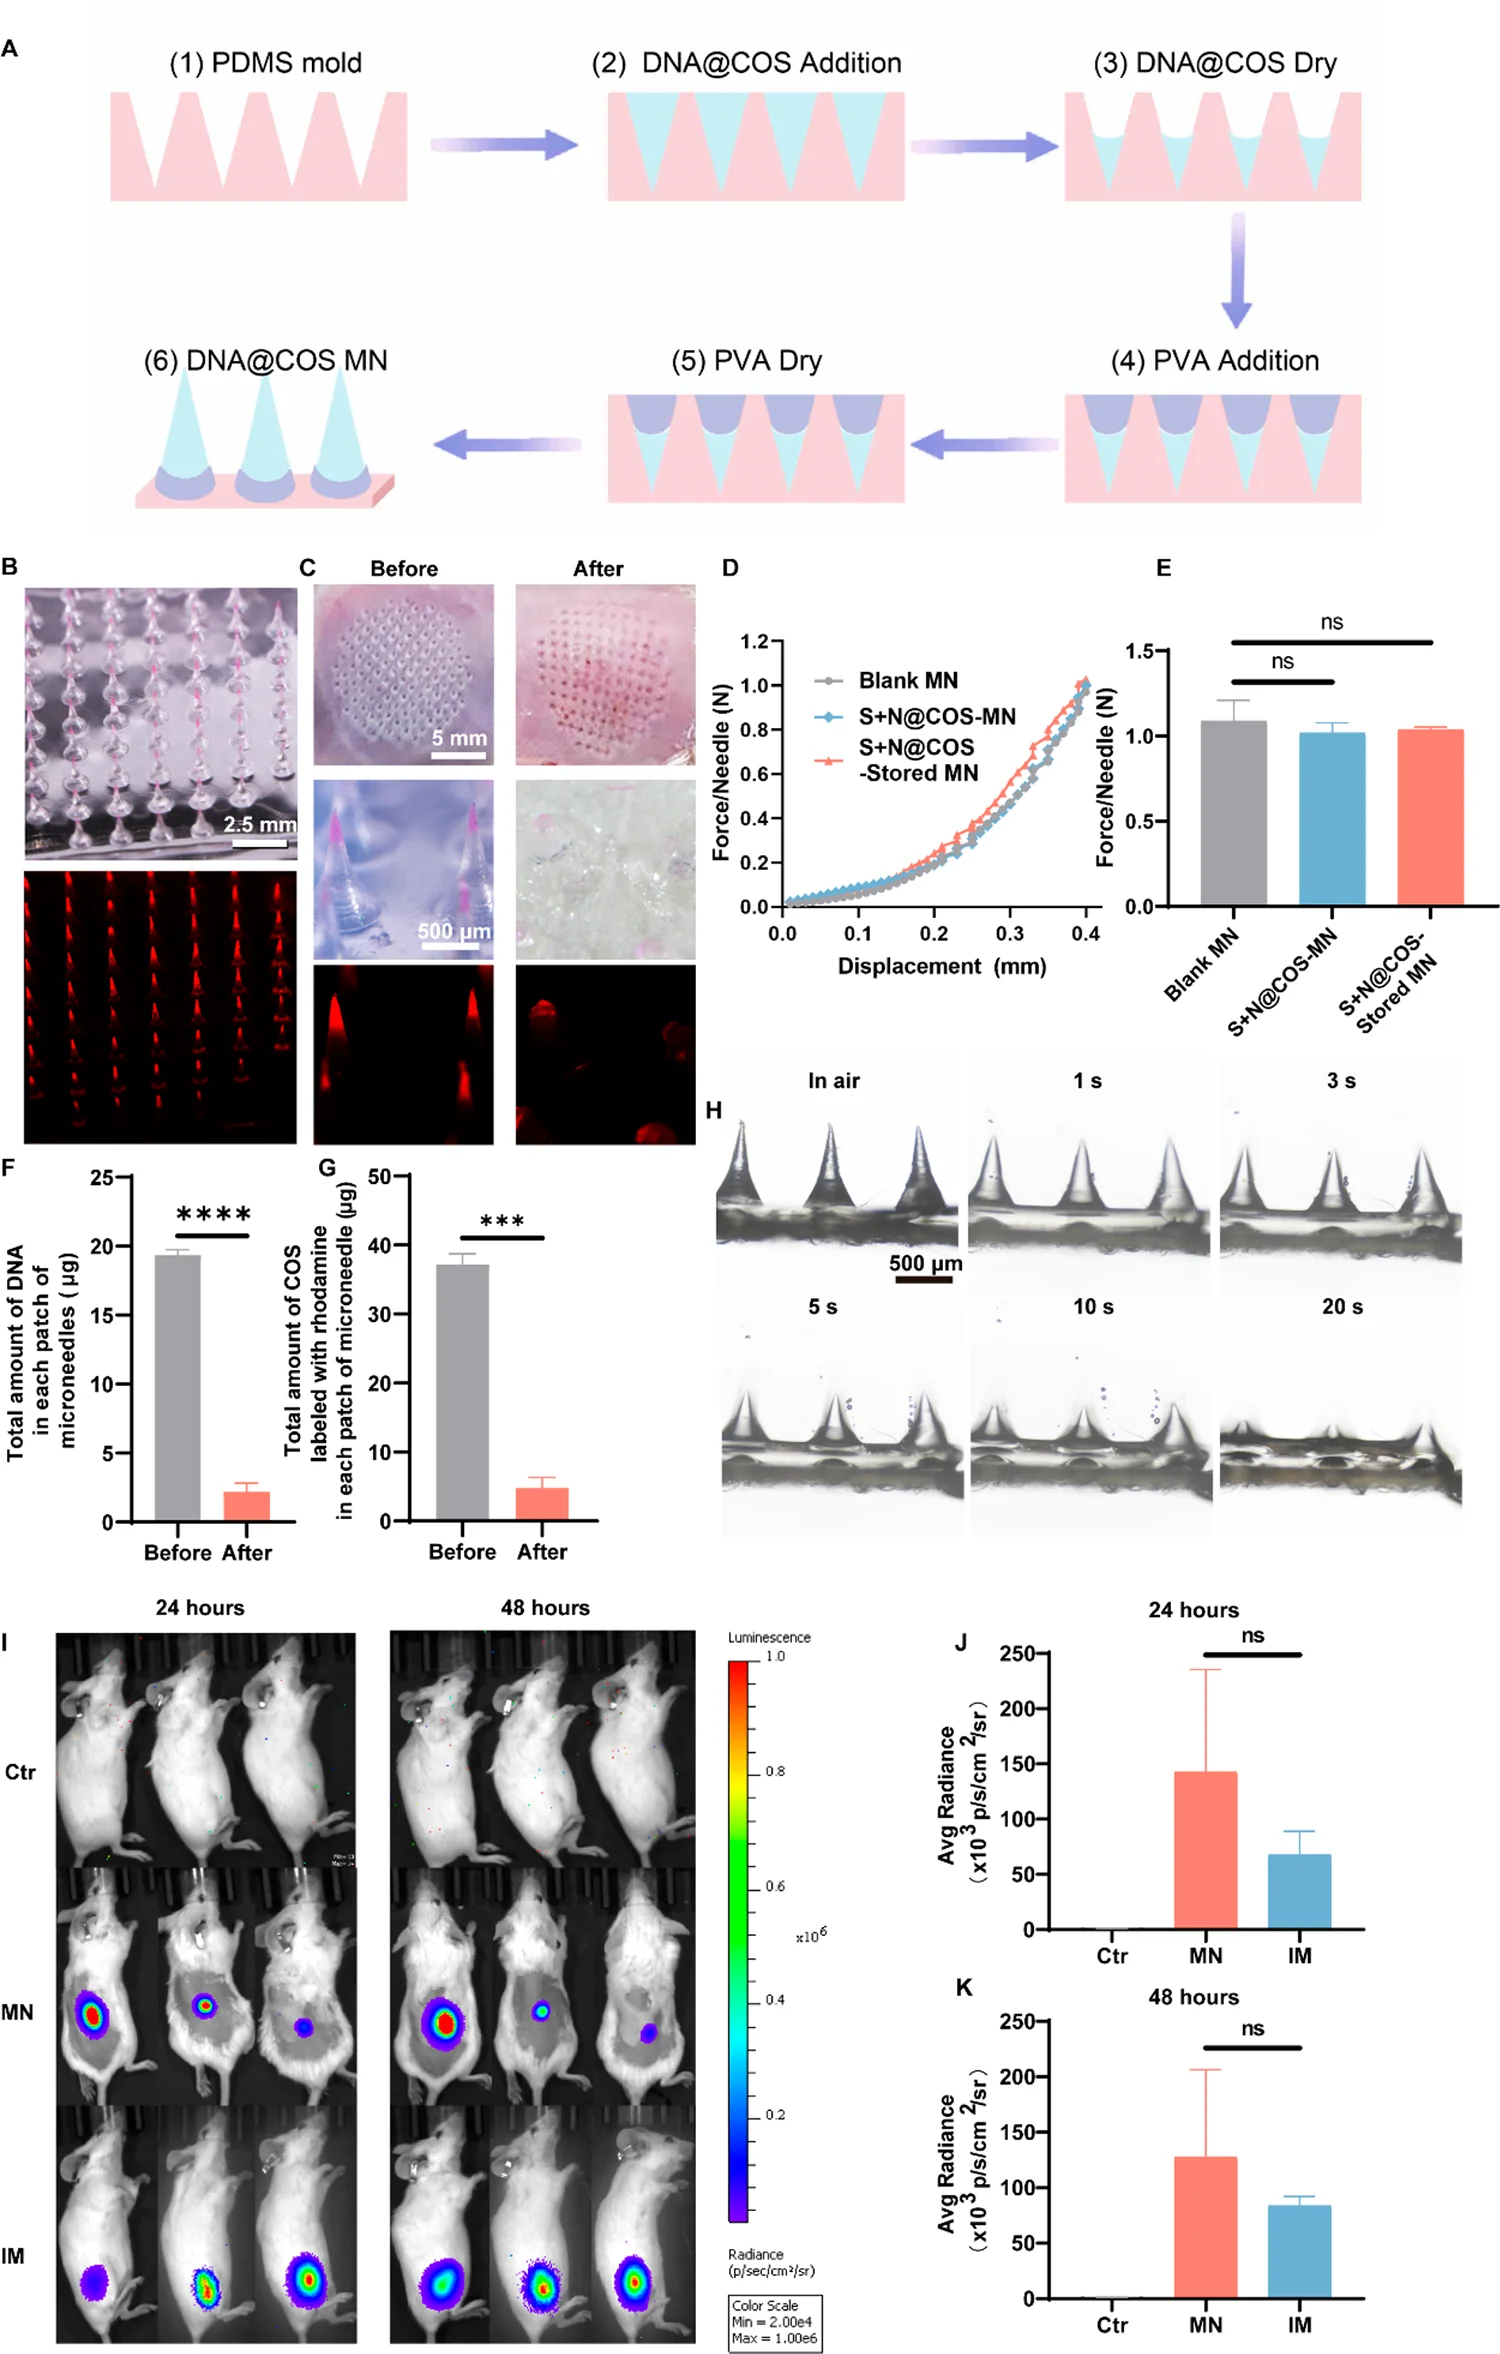 A
(1) PDMS mold
(2) DNA@COS Addition
(3) DNA@COS Dry
(6) DNA@COS MN
(5) PVA Dry
(4) PVA Addition
B
2.5 mm
C
Before
After
5 mm
500 µm
D
Force/Needle (N)
1.2
1.0
0.8
0.6
0.4
0.2
0.0
Blank MN
S+N@COS-MN
S+N@COS
-Stored MN
0.0
0.1
0.2
0.3
0.4
Displacement (mm)
E
Force/Needle (N)
1.5
1.0
0.5
0.0
ns
ns
Blank MN
S+N@COS-MN
S+N@COS-
Stored MN
F
Total amount of DNA
in each patch of
microneedles ( µg)
25
20
15
10
5
0
****
Before
After
G
Total amount of COS
labeled with rhodamine
in each patch of microneedle (µg)
50
40
30
20
10
0
***
Before
After
H
In air
1 s
3 s
500 µm
5 s
10 s
20 s
I
24 hours
48 hours
Ctr
MN
IM
Luminescence
1.0
0.8
0.6
x10⁶
0.4
0.2
Radiance
(p/sec/cm²/sr)
Color Scale
Min = 2.00e4
Max = 1.00e6
J
24 hours
Avg Radiance
(x10³ p/s/cm²/sr)
250
200
150
100
50
0
ns
Ctr
MN
IM
K
48 hours
Avg Radiance
(x10³ p/s/cm²/sr)
250
200
150
100
50
0
ns
Ctr
MN
IM